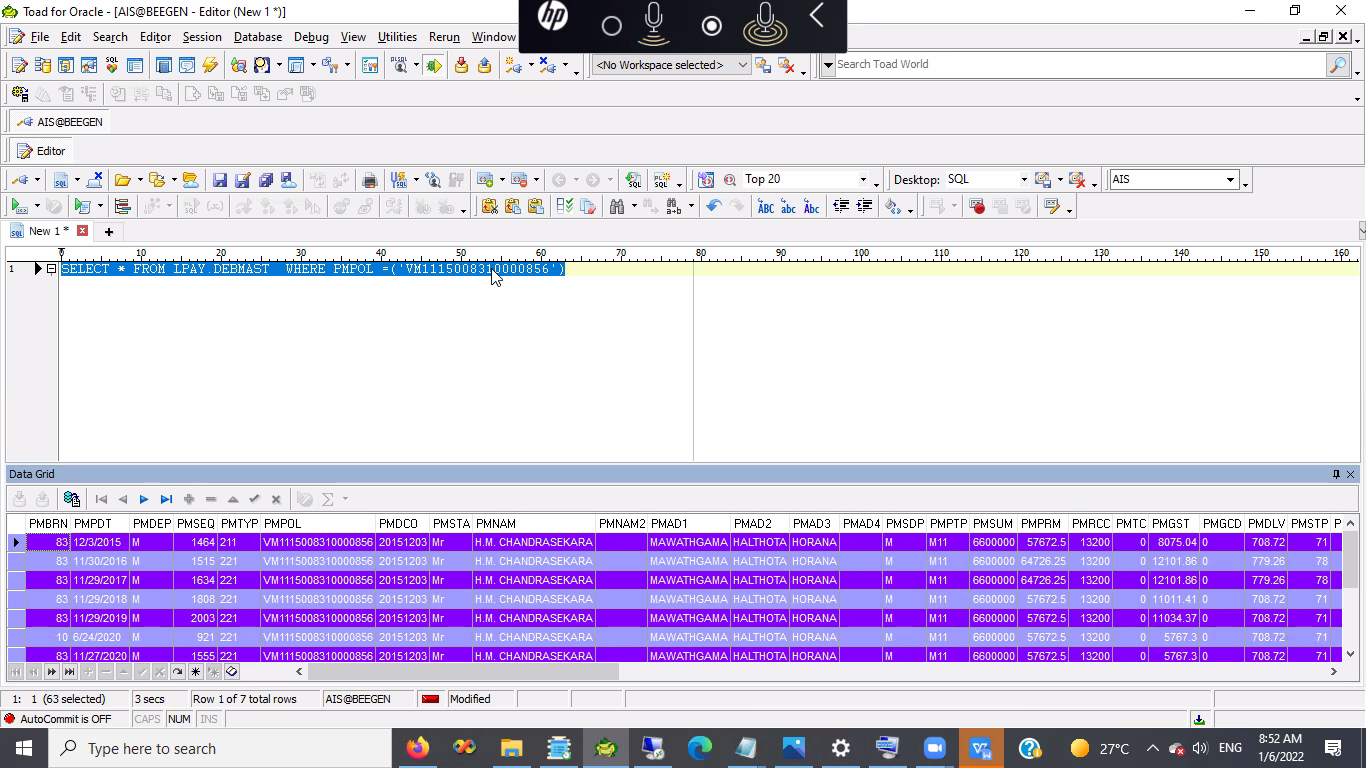 Toad for Oracle - [AIS@BEEGEN - Editor (New 1 *)]
hp
File Edit Search Editor Session Database Debug View Utilities Rerun Window
<No Workspace selected> Search Toad World
AIS@BEEGEN
Editor
Top 20 Desktop: SQL AIS
New 1 *
0 10 20 30 40 50 60 70 80 90 100 110 120 130 140 150 160
1 SELECT * FROM LPAY.DEBMAST WHERE PMPOL =('VM1115008310000856')
Data Grid
PMBRN PMPDT PMDEP PMSEQ PMTYP PMPOL PMDCO PMSTA PMNAM PMNAM2 PMAD1 PMAD2 PMAD3 PMAD4 PMSDP PMPTP PMSUM PMPRM PMRCC PMTC PMGST PMGCD PMDLV PMSTP P
83 12/3/2015 M 1464 211 VM1115008310000856 20151203 Mr H.M. CHANDRASEKARA MAWATHGAMA HALTHOTA HORANA M M11 6600000 57672.5 13200 0 8075.04 0 708.72 71
83 11/30/2016 M 1515 221 VM1115008310000856 20151203 Mr H.M. CHANDRASEKARA MAWATHGAMA HALTHOTA HORANA M M11 6600000 64726.25 13200 0 12101.86 0 779.26 78
83 11/29/2017 M 1634 221 VM1115008310000856 20151203 Mr H.M. CHANDRASEKARA MAWATHGAMA HALTHOTA HORANA M M11 6600000 64726.25 13200 0 12101.86 0 779.26 78
83 11/29/2018 M 1808 221 VM1115008310000856 20151203 Mr H.M. CHANDRASEKARA MAWATHGAMA HALTHOTA HORANA M M11 6600000 57672.5 13200 0 11011.41 0 708.72 71
83 11/29/2019 M 2003 221 VM1115008310000856 20151203 Mr H.M. CHANDRASEKARA MAWATHGAMA HALTHOTA HORANA M M11 6600000 57672.5 13200 0 11034.37 0 708.72 71
10 6/24/2020 M 921 221 VM1115008310000856 20151203 Mr H.M. CHANDRASEKARA MAWATHGAMA HALTHOTA HORANA M M11 6600000 57672.5 13200 0 5767.3 0 708.72 71
83 11/27/2020 M 1555 221 VM1115008310000856 20151203 Mr H.M. CHANDRASEKARA MAWATHGAMA HALTHOTA HORANA M M11 6600000 57672.5 13200 0 5767.3 0 708.72 71
1: 1 (63 selected) 3 secs Row 1 of 7 total rows AIS@BEEGEN Modified
AutoCommit is OFF CAPS NUM INS
Type here to search 27°C ENG 8:52 AM
1/6/2022